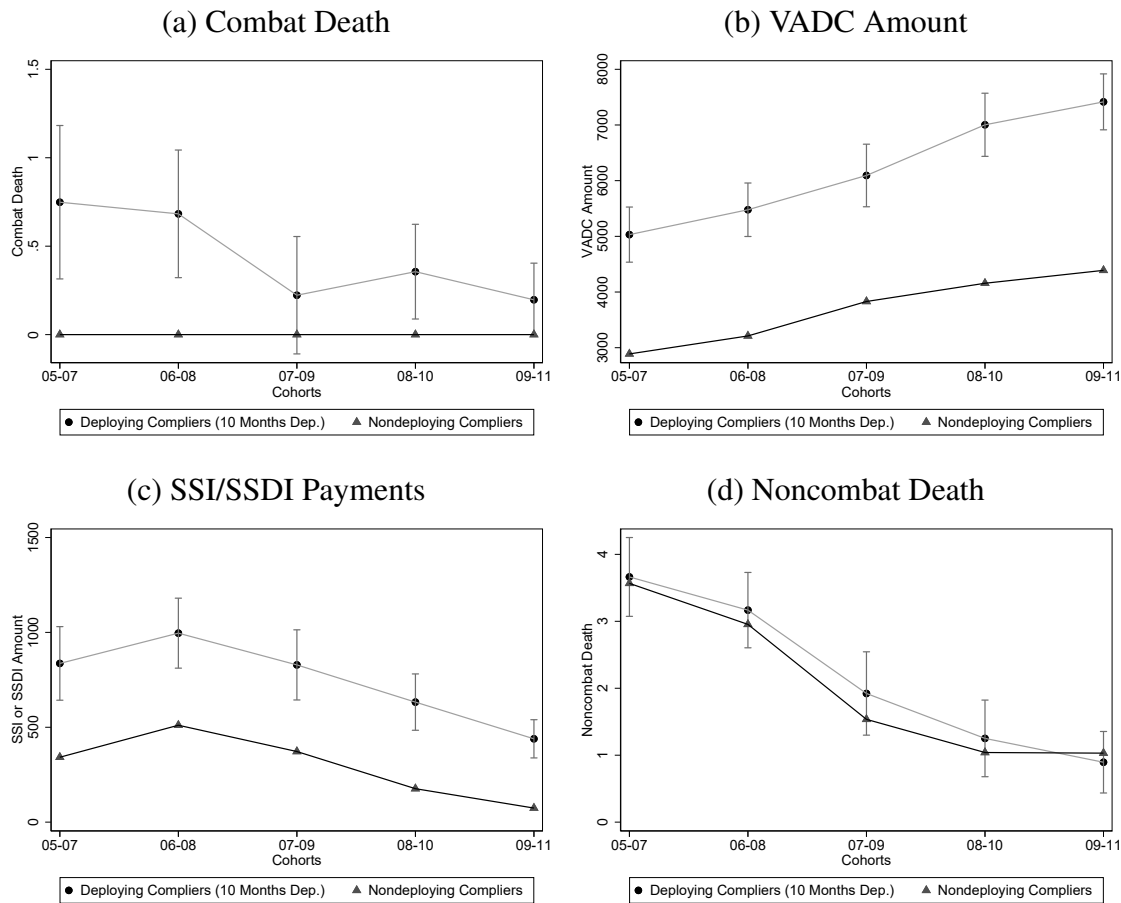 (a) Combat Death
1.5
1
.5
0
Combat Death
05-07 06-08 07-09 08-10 09-11
Cohorts
Deploying Compliers (10 Months Dep.) Nondeploying Compliers
(b) VADC Amount
8000
7000
6000
5000
4000
3000
VADC Amount
05-07 06-08 07-09 08-10 09-11
Cohorts
Deploying Compliers (10 Months Dep.) Nondeploying Compliers
(c) SSI/SSDI Payments
1500
1000
500
0
SSI or SSDI Amount
05-07 06-08 07-09 08-10 09-11
Cohorts
Deploying Compliers (10 Months Dep.) Nondeploying Compliers
(d) Noncombat Death
4
3
2
1
0
Noncombat Death
05-07 06-08 07-09 08-10 09-11
Cohorts
Deploying Compliers (10 Months Dep.) Nondeploying Compliers